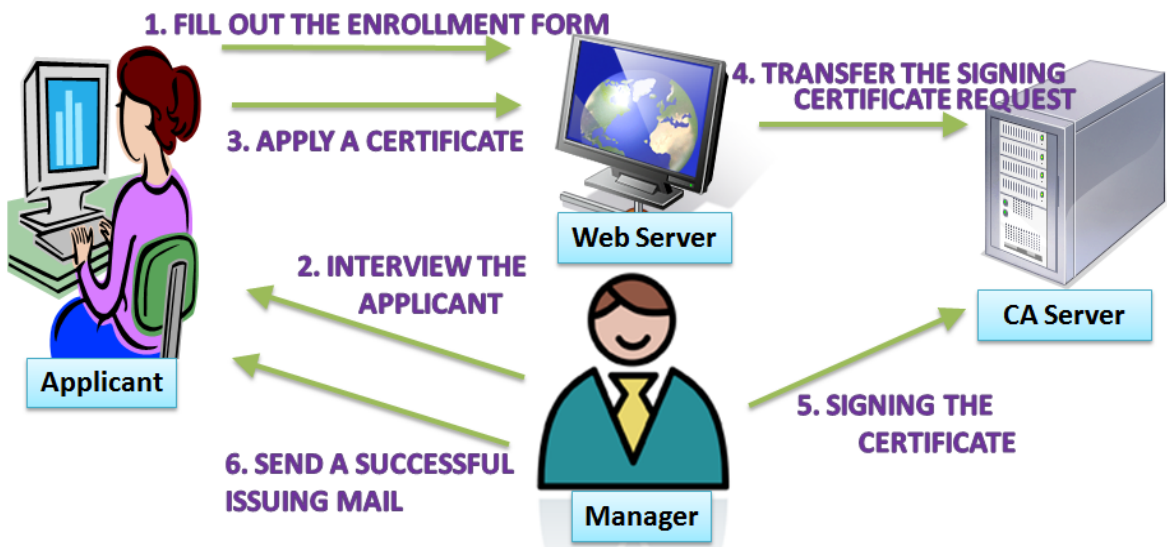 1. FILL OUT THE ENROLLMENT FORM
4. TRANSFER THE SIGNING
CERTIFICATE REQUEST
3. APPLY A CERTIFICATE
Web Server
2. INTERVIEW THE
APPLICANT
CA Server
Applicant
5. SIGNING THE
CERTIFICATE
6. SEND A SUCCESSFUL
ISSUING MAIL
Manager